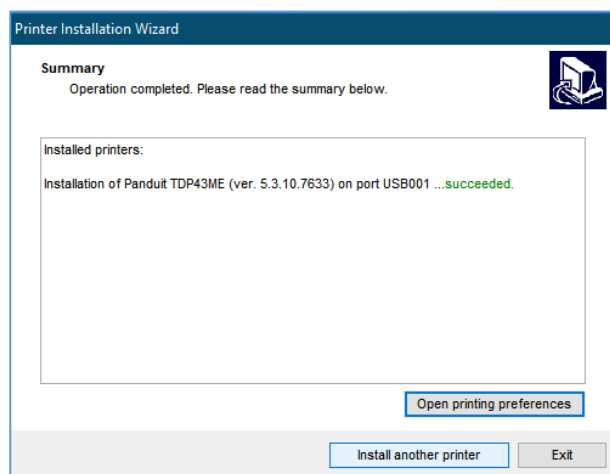 Printer Installation Wizard
Summary
Operation completed. Please read the summary below.
Installed printers:
Installation of Panduit TDP43ME (ver. 5.3.10.7633) on port USB001 ...succeeded.
Open printing preferences
Install another printer
Exit